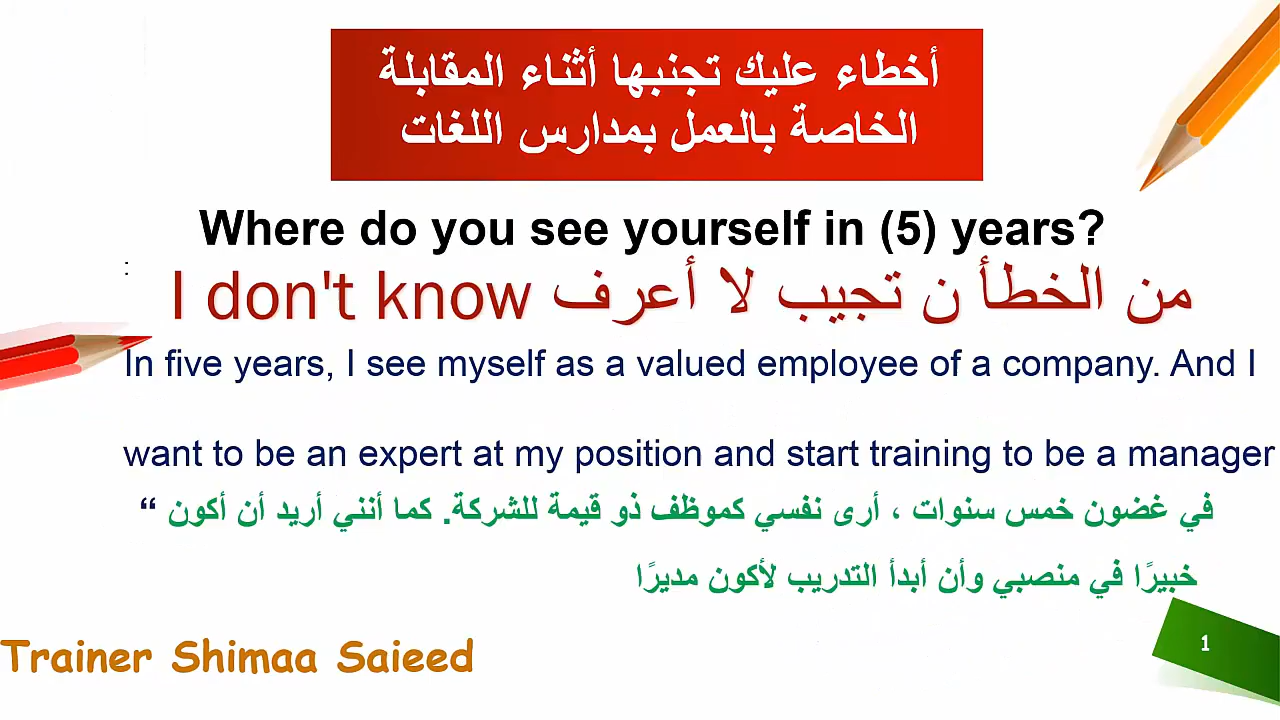 أخطاء عليك تجنبها أثناء المقابلة
الخاصة بالعمل بمدارس اللغات
Where do you see yourself in (5) years?
:
من الخطأ ن تجيب لا أعرف I don't know
In five years, I see myself as a valued employee of a company. And I
want to be an expert at my position and start training to be a manager
في غضون خمس سنوات ، أرى نفسي كموظف ذو قيمة للشركة. كما أنني أريد أن أكون “
خبيرًا في منصبي وأن أبدأ التدريب لأكون مديرًا
Trainer Shimaa Saieed
1